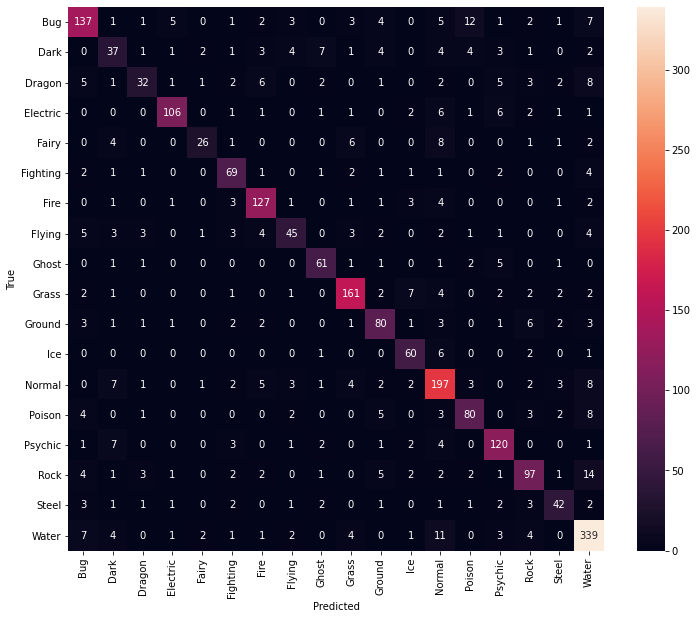 Bug 137 1 1 5 0 1 2 3 0 3 4 0 5 12 1 2 1 7
Dark 0 37 1 1 2 1 3 4 7 1 4 0 4 4 3 1 0 2
Dragon 5 1 32 1 1 2 6 0 2 0 1 0 2 0 5 3 2 8
Electric 0 0 0 106 0 1 1 0 1 1 0 2 6 1 6 2 1 1
Fairy 0 4 0 0 26 1 0 0 0 6 0 0 8 0 0 1 1 2
Fighting 2 1 1 0 0 69 1 0 1 2 1 1 1 0 2 0 0 4
Fire 0 1 0 1 0 3 127 1 0 1 1 3 4 0 0 0 1 2
Flying 5 3 3 0 1 3 4 45 0 3 2 0 2 1 1 0 0 4
Ghost 0 1 1 0 0 0 0 0 61 1 1 0 1 2 5 0 1 0
Grass 2 1 0 0 0 1 0 1 0 161 2 7 4 0 2 2 2 2
Ground 3 1 1 1 0 2 2 0 0 1 80 1 3 0 1 6 2 3
Ice 0 0 0 0 0 0 0 0 1 0 0 60 6 0 0 2 0 1
Normal 0 7 1 0 1 2 5 3 1 4 2 2 197 3 0 2 3 8
Poison 4 0 1 0 0 0 0 2 0 0 5 0 3 80 0 3 2 8
Psychic 1 7 0 0 0 3 0 1 2 0 1 2 4 0 120 0 0 1
Rock 4 1 3 1 0 2 2 0 1 0 5 2 2 2 1 97 1 14
Steel 3 1 1 1 0 2 0 1 2 0 1 0 1 1 2 3 42 2
Water 7 4 0 1 2 1 1 2 0 4 0 1 11 0 3 4 0 339
True
Bug Dark Dragon Electric Fairy Fighting Fire Flying Ghost Grass Ground Ice Normal Poison Psychic Rock Steel Water
Predicted
300
250
200
150
100
50
0